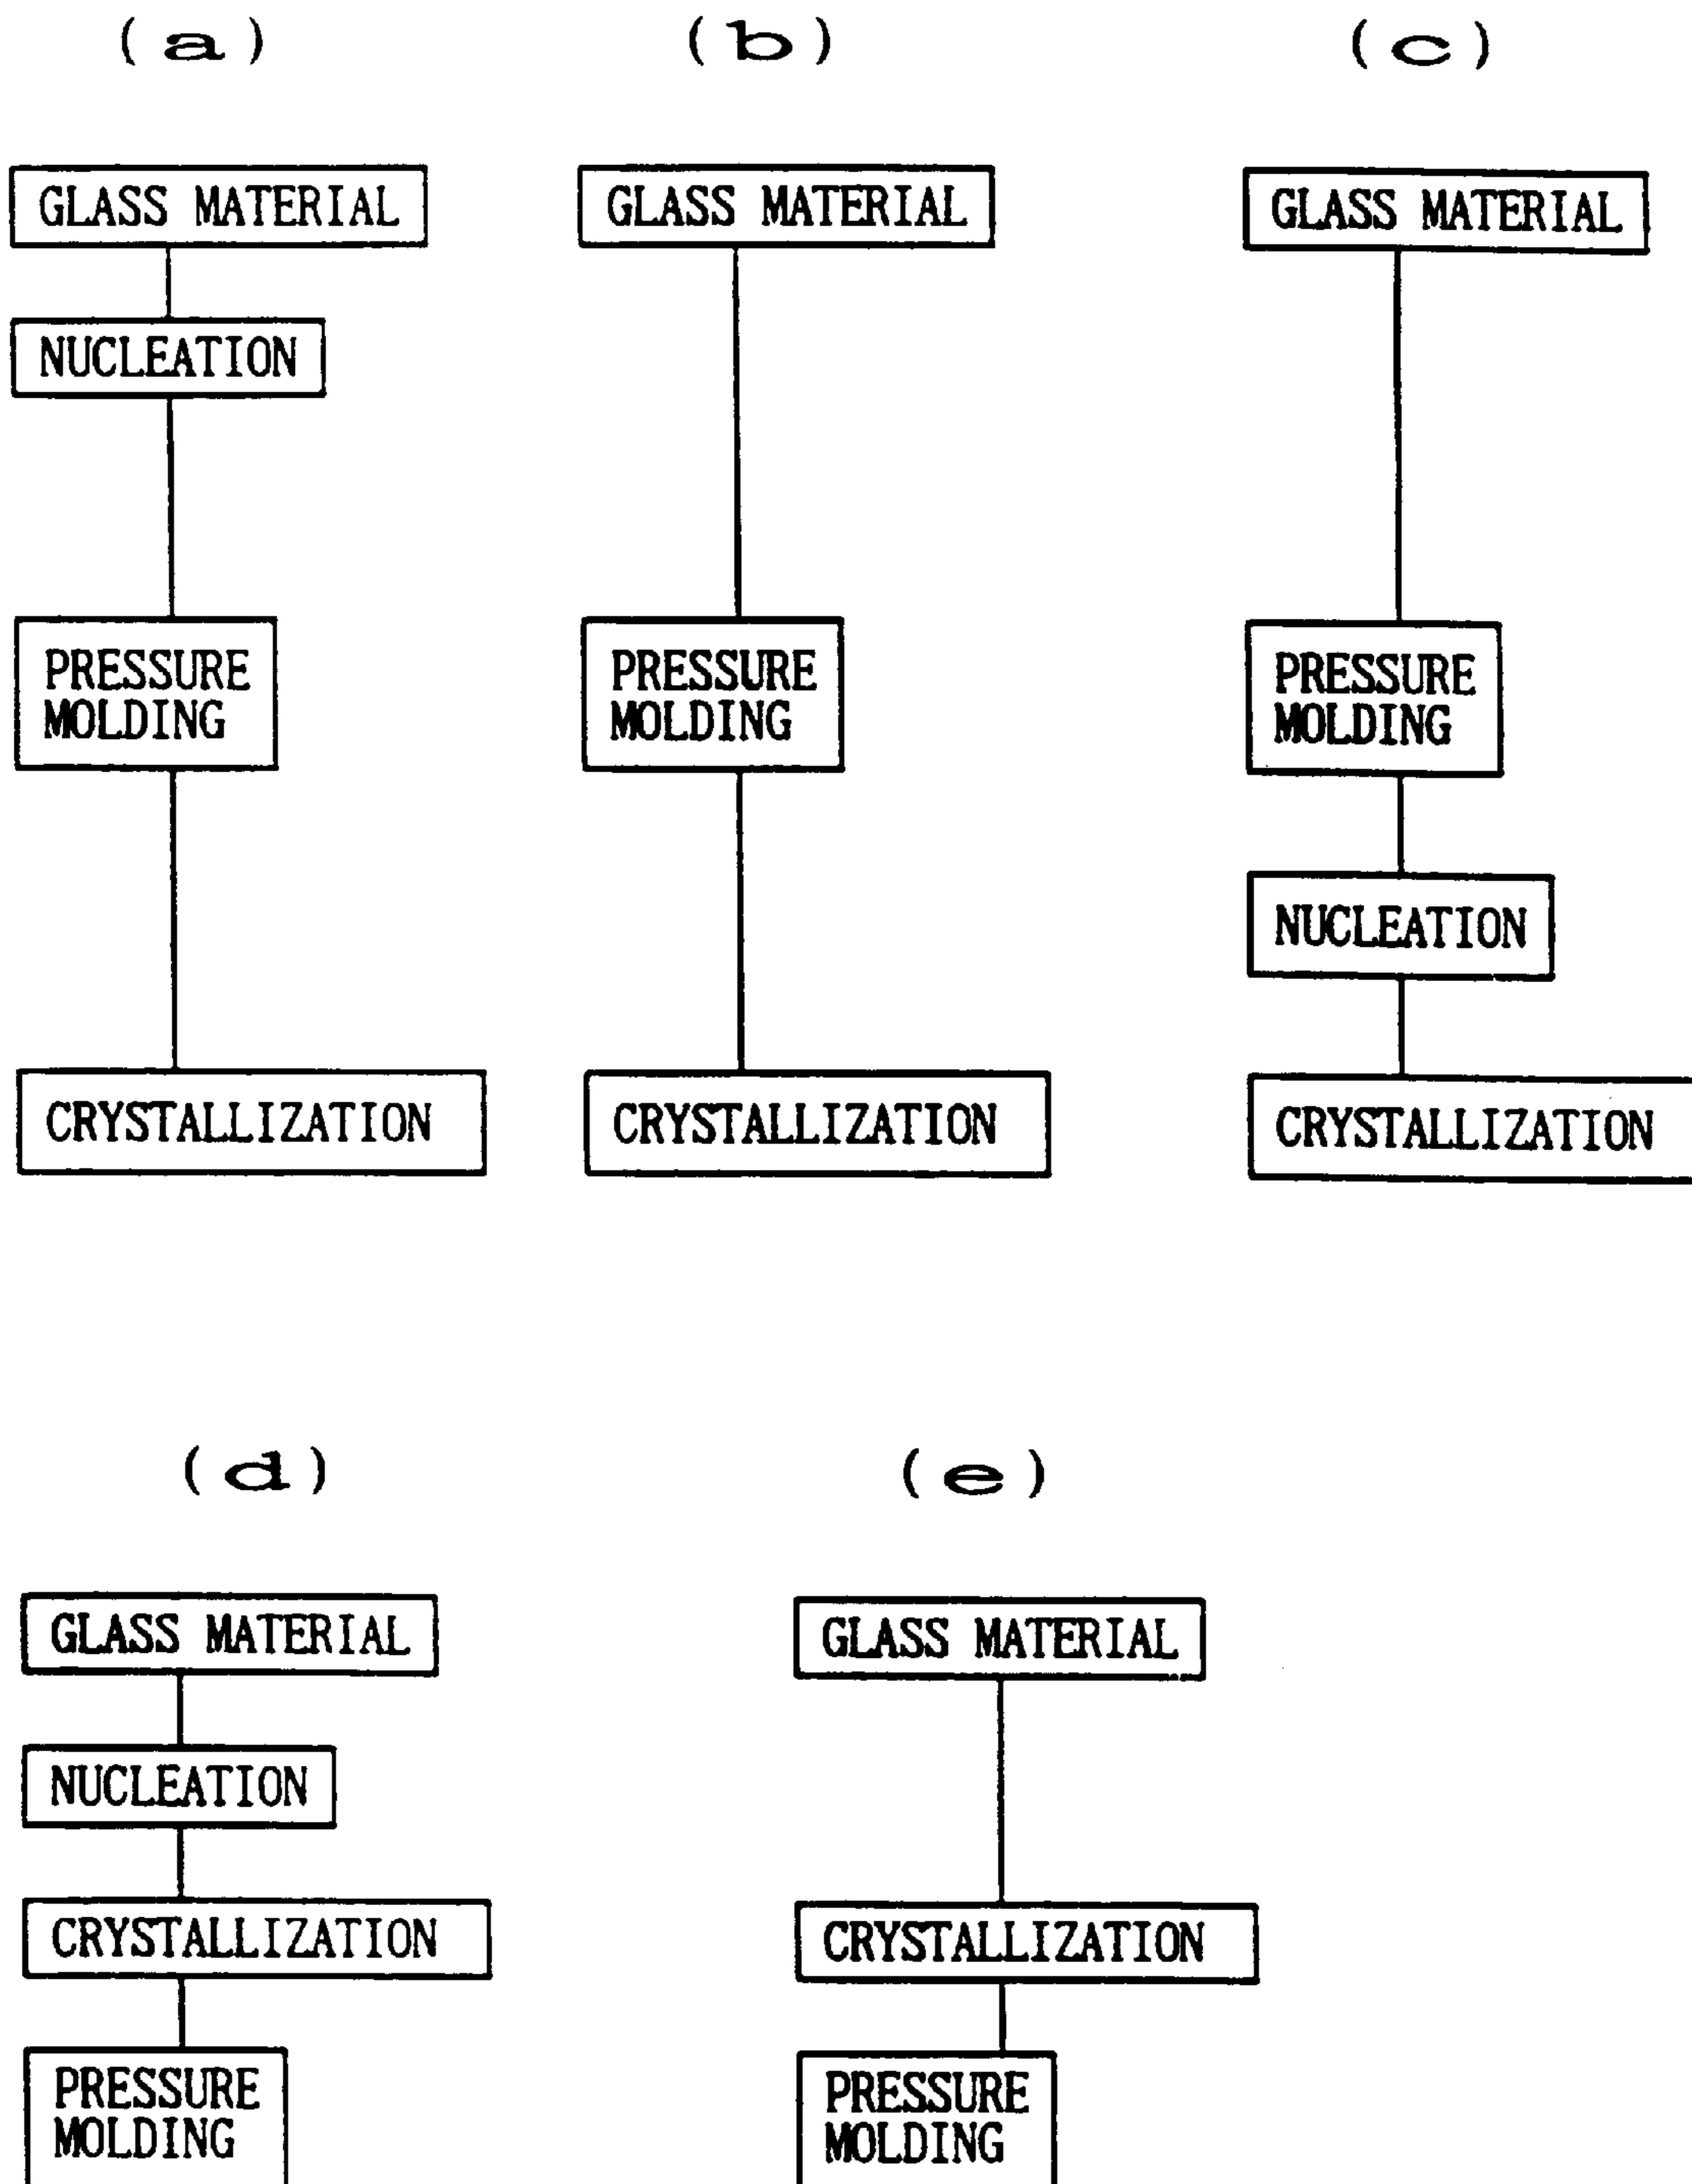 (a)
GLASS MATERIAL
NUCLEATION
PRESSURE
MOLDING
CRYSTALLIZATION
(b)
GLASS MATERIAL
PRESSURE
MOLDING
CRYSTALLIZATION
(c)
GLASS MATERIAL
PRESSURE
MOLDING
NUCLEATION
CRYSTALLIZATION
(d)
GLASS MATERIAL
NUCLEATION
CRYSTALLIZATION
PRESSURE
MOLDING
(e)
GLASS MATERIAL
CRYSTALLIZATION
PRESSURE
MOLDING